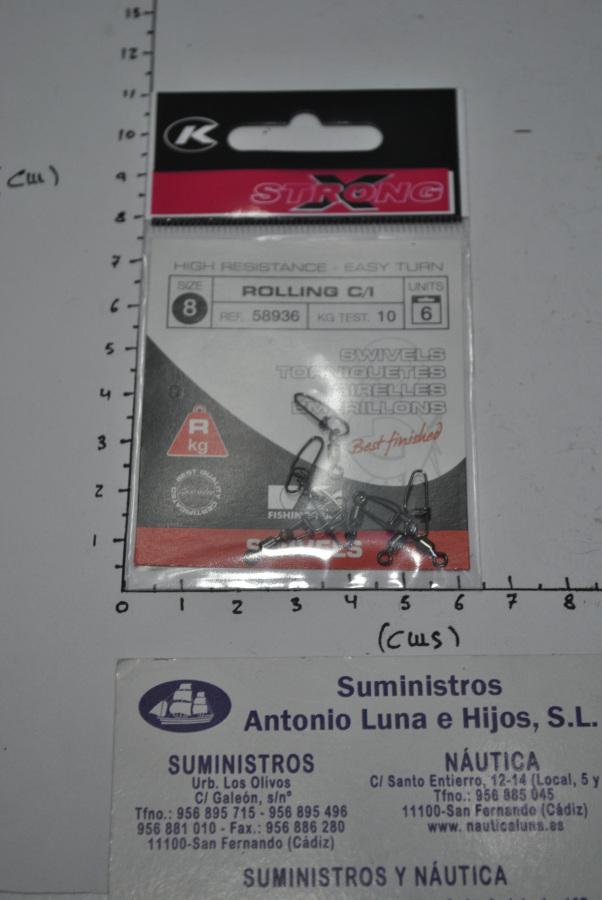 15
12
11
10
9
8
7
6
5
4
3
2
1
0 1 2 3 4 5 6 7 8
(cms)
K
STRONG X
HIGH RESISTANCE - EASY TURN
SIZE
8
ROLLING C/I
REF. 58936
KG TEST. 10
UNITS
6
SWIVELS
EMERILLONS
Best finished
R
kg
BEST QUALITY
SWIVELS
Suministros
Antonio Luna e Hijos, S.L.
SUMINISTROS
Urb. Los Olivos
C/ Galeón, s/nº
Tfno.: 956 895 715 - 956 895 496
956 881 010 - Fax.: 956 886 280
11100-San Fernando (Cádiz)
NÁUTICA
C/ Santo Entierro, 12-14 (Local, 5 y
Tfno.: 956 885 045
11100-San Fernando (Cádiz)
www. nauticaluna.es
SUMINISTROS Y NÁUTICA